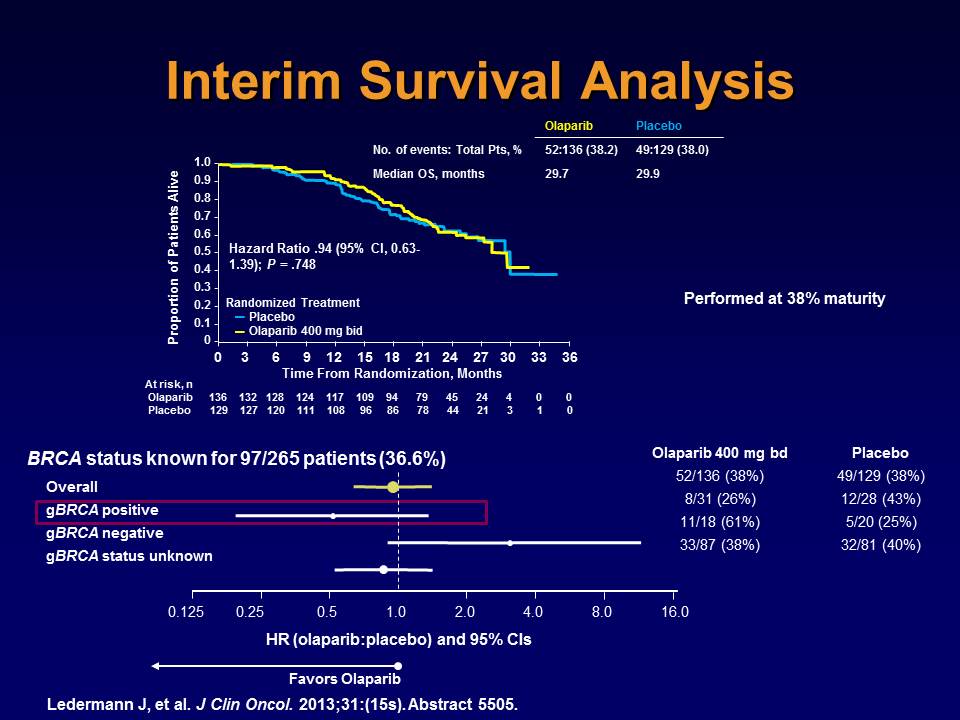 Interim Survival Analysis
Olaparib Placebo
No. of events: Total Pts, % 52:136 (38.2) 49:129 (38.0)
Median OS, months 29.7 29.9
Proportion of Patients Alive
1.0
0.9
0.8
0.7
0.6
0.5
0.4
0.3
0.2
0.1
0
Hazard Ratio .94 (95% CI, 0.63-
1.39); P = .748
Randomized Treatment
Placebo
Olaparib 400 mg bid
Performed at 38% maturity
0 3 6 9 12 15 18 21 24 27 30 33 36
Time From Randomization, Months
At risk, n
Olaparib 136 132 128 124 117 109 94 79 45 24 4 0 0
Placebo 129 127 120 111 108 96 86 78 44 21 3 1 0
BRCA status known for 97/265 patients (36.6%)
Olaparib 400 mg bd Placebo
Overall 52/136 (38%) 49/129 (38%)
gBRCA positive 8/31 (26%) 12/28 (43%)
gBRCA negative 11/18 (61%) 5/20 (25%)
gBRCA status unknown 33/87 (38%) 32/81 (40%)
0.125 0.25 0.5 1.0 2.0 4.0 8.0 16.0
HR (olaparib:placebo) and 95% CIs
Favors Olaparib
Ledermann J, et al. J Clin Oncol. 2013;31:(15s). Abstract 5505.